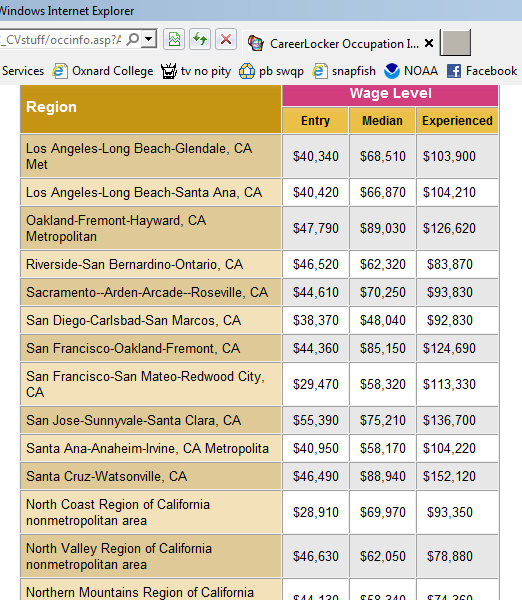 Windows Internet Explorer
_CVstuff/occinfo.asp?A
CareerLocker Occupation I...
Services Oxnard College tv no pity pb swqp snapfish NOAA Facebook
Region Wage Level
Entry Median Experienced
Los Angeles-Long Beach-Glendale, CA
Met $40,340 $68,510 $103,900
Los Angeles-Long Beach-Santa Ana, CA $40,420 $66,870 $104,210
Oakland-Fremont-Hayward, CA
Metropolitan $47,790 $89,030 $126,620
Riverside-San Bernardino-Ontario, CA $46,520 $62,320 $83,870
Sacramento--Arden-Arcade--Roseville, CA $44,610 $70,250 $93,830
San Diego-Carlsbad-San Marcos, CA $38,370 $48,040 $92,830
San Francisco-Oakland-Fremont, CA $44,360 $85,150 $124,690
San Francisco-San Mateo-Redwood City,
CA $29,470 $58,320 $113,330
San Jose-Sunnyvale-Santa Clara, CA $55,390 $75,210 $136,700
Santa Ana-Anaheim-Irvine, CA Metropolita $40,950 $58,170 $104,220
Santa Cruz-Watsonville, CA $46,490 $88,940 $152,120
North Coast Region of California
nonmetropolitan area $28,910 $69,970 $93,350
North Valley Region of California
nonmetropolitan area $46,630 $62,050 $78,880
Northern Mountains Region of California
$44,130 $58,340 $74,360